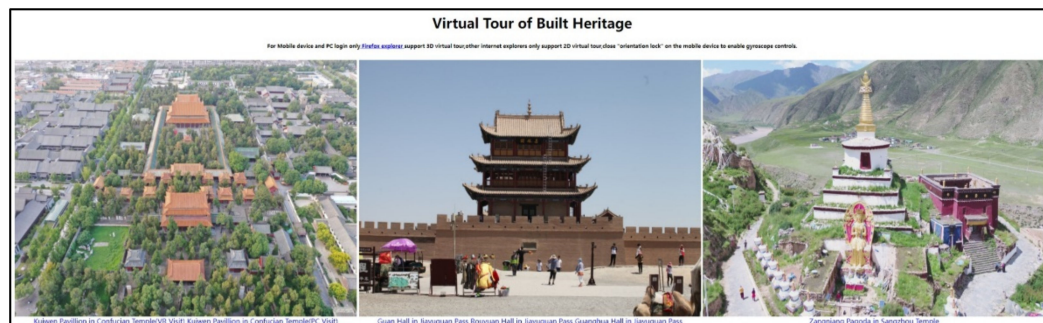 Virtual Tour of Built Heritage
For Mobile device and PC login only Firefox explorer support 3D virtual tour,other internet explorers only support 2D virtual tour,close "orientation lock" on the mobile device to enable gyroscope controls.
Kuiwen Pavilion in Confucian Temple(VR Visit) Kuiwen Pavilion in Confucian Temple(PC Visit)
Guan Hall in Jiayuguan Pass Rouyuan Hall in Jiayuguan Pass Guanghua Hall in Jiayuguan Pass
Zangniang Pagoda in Sangzhou Temple